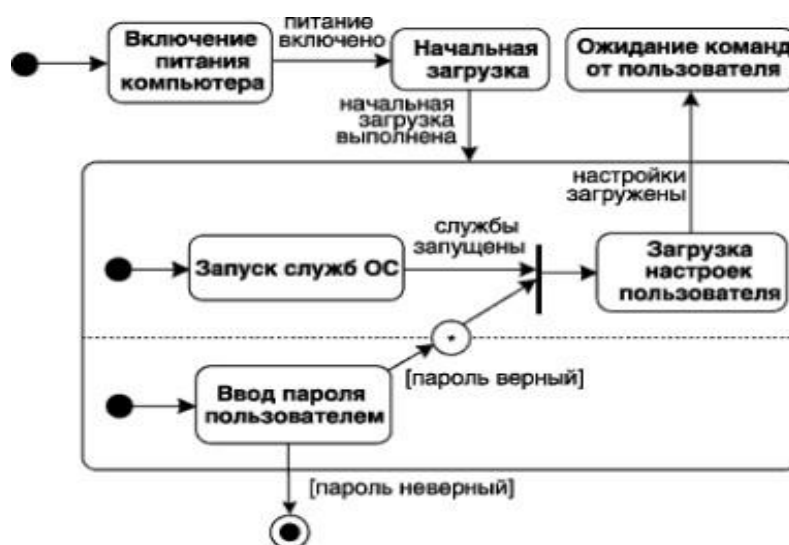 Включение
питания
компьютера
питание
включено
Начальная
загрузка
Ожидание команд
от пользователя
начальная
загрузка
выполнена
настройки
загружены
Запуск служб ОС
службы
запущены
Загрузка
настроек
пользователя
*
Ввод пароля
пользователем
[пароль верный]
[пароль неверный]